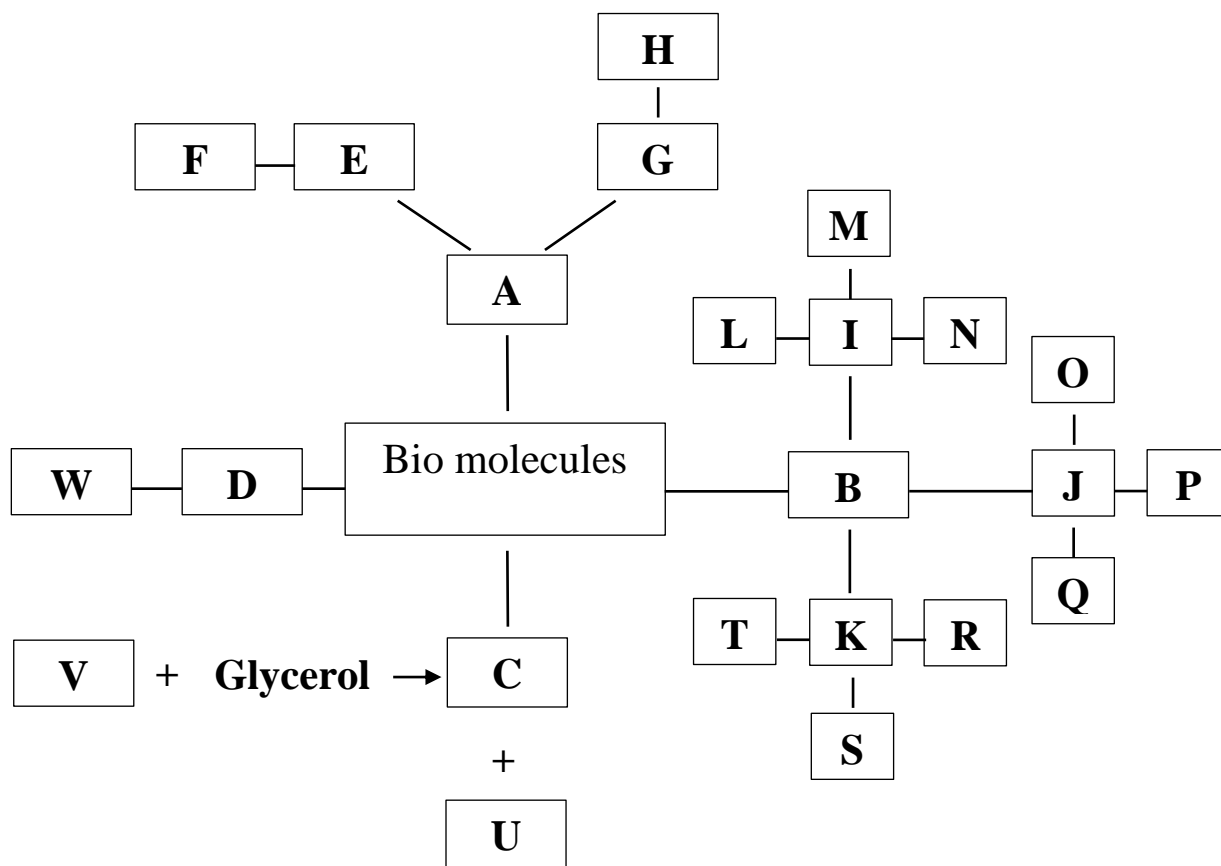 H
F E G
M
A
L I N
O
Bio molecules
W D B J P
Q
T K R
V + Glycerol → C
S
+
U